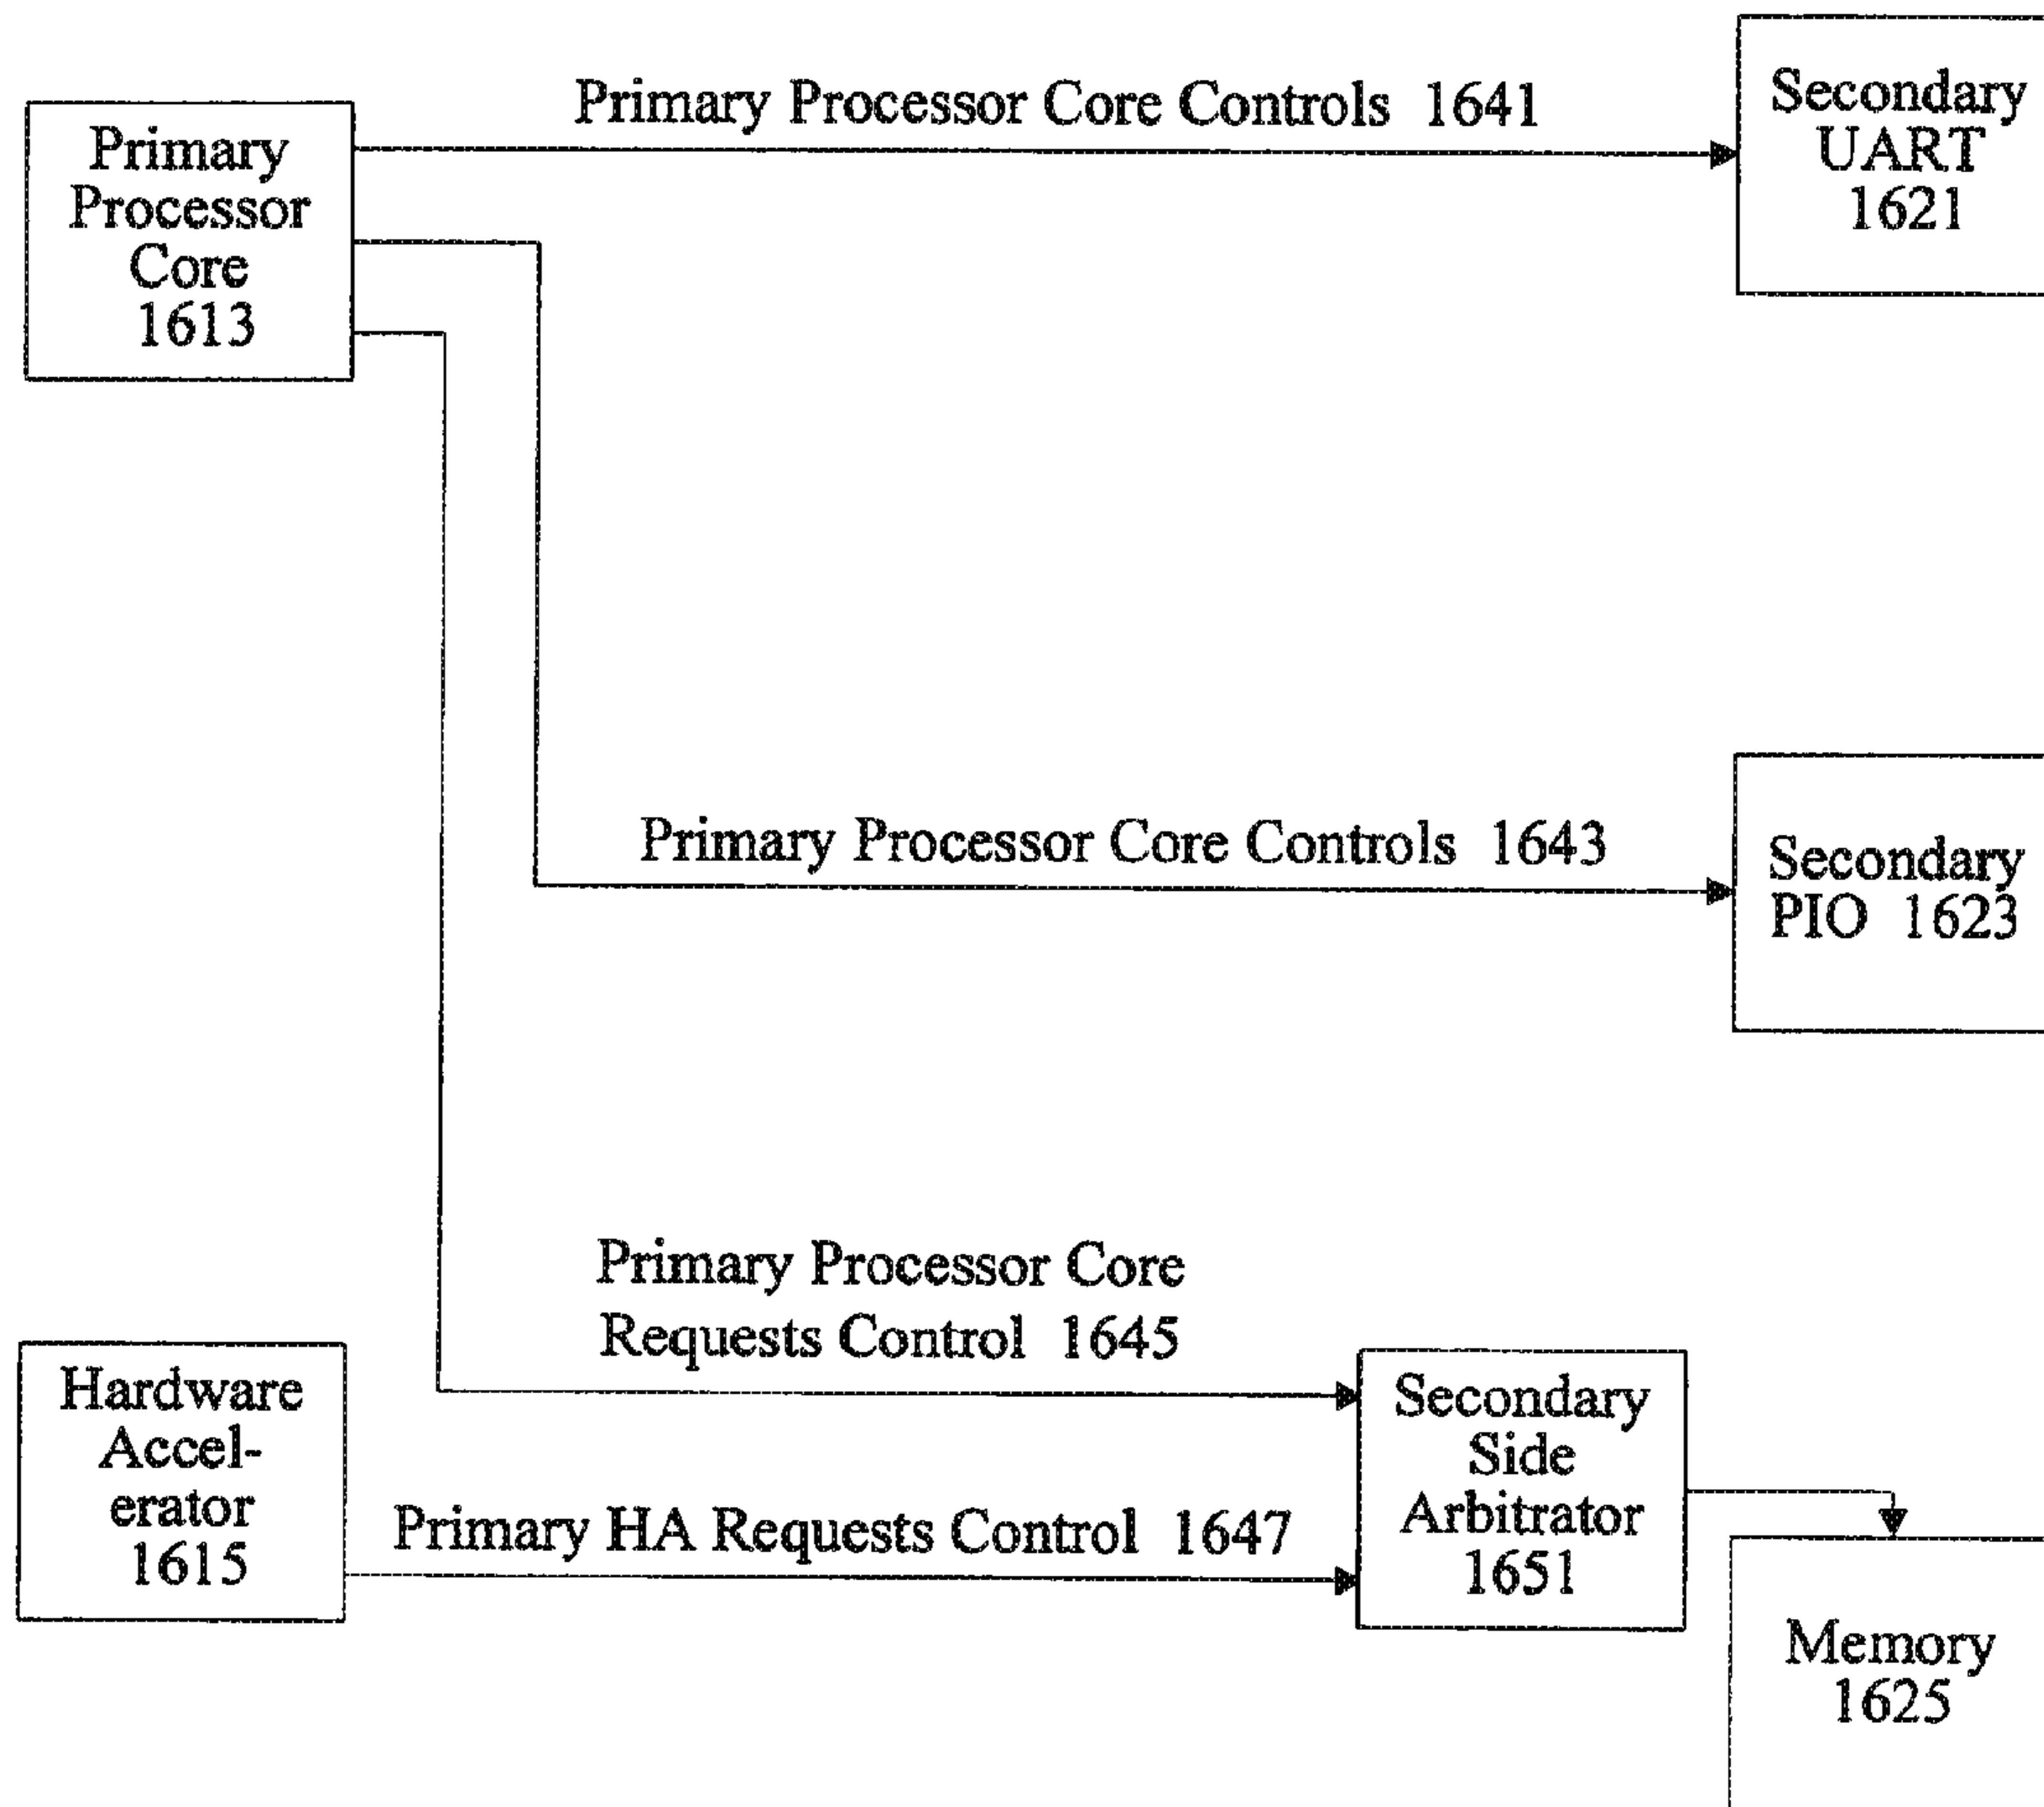 Primary Processor Core Controls 1641
Primary
Processor
Core
1613
Secondary
UART
1621
Primary Processor Core Controls 1643
Secondary
PIO 1623
Primary Processor Core
Requests Control 1645
Hardware
Accel-
erator
1615
Primary HA Requests Control 1647
Secondary
Side
Arbitrator
1651
Memory
1625